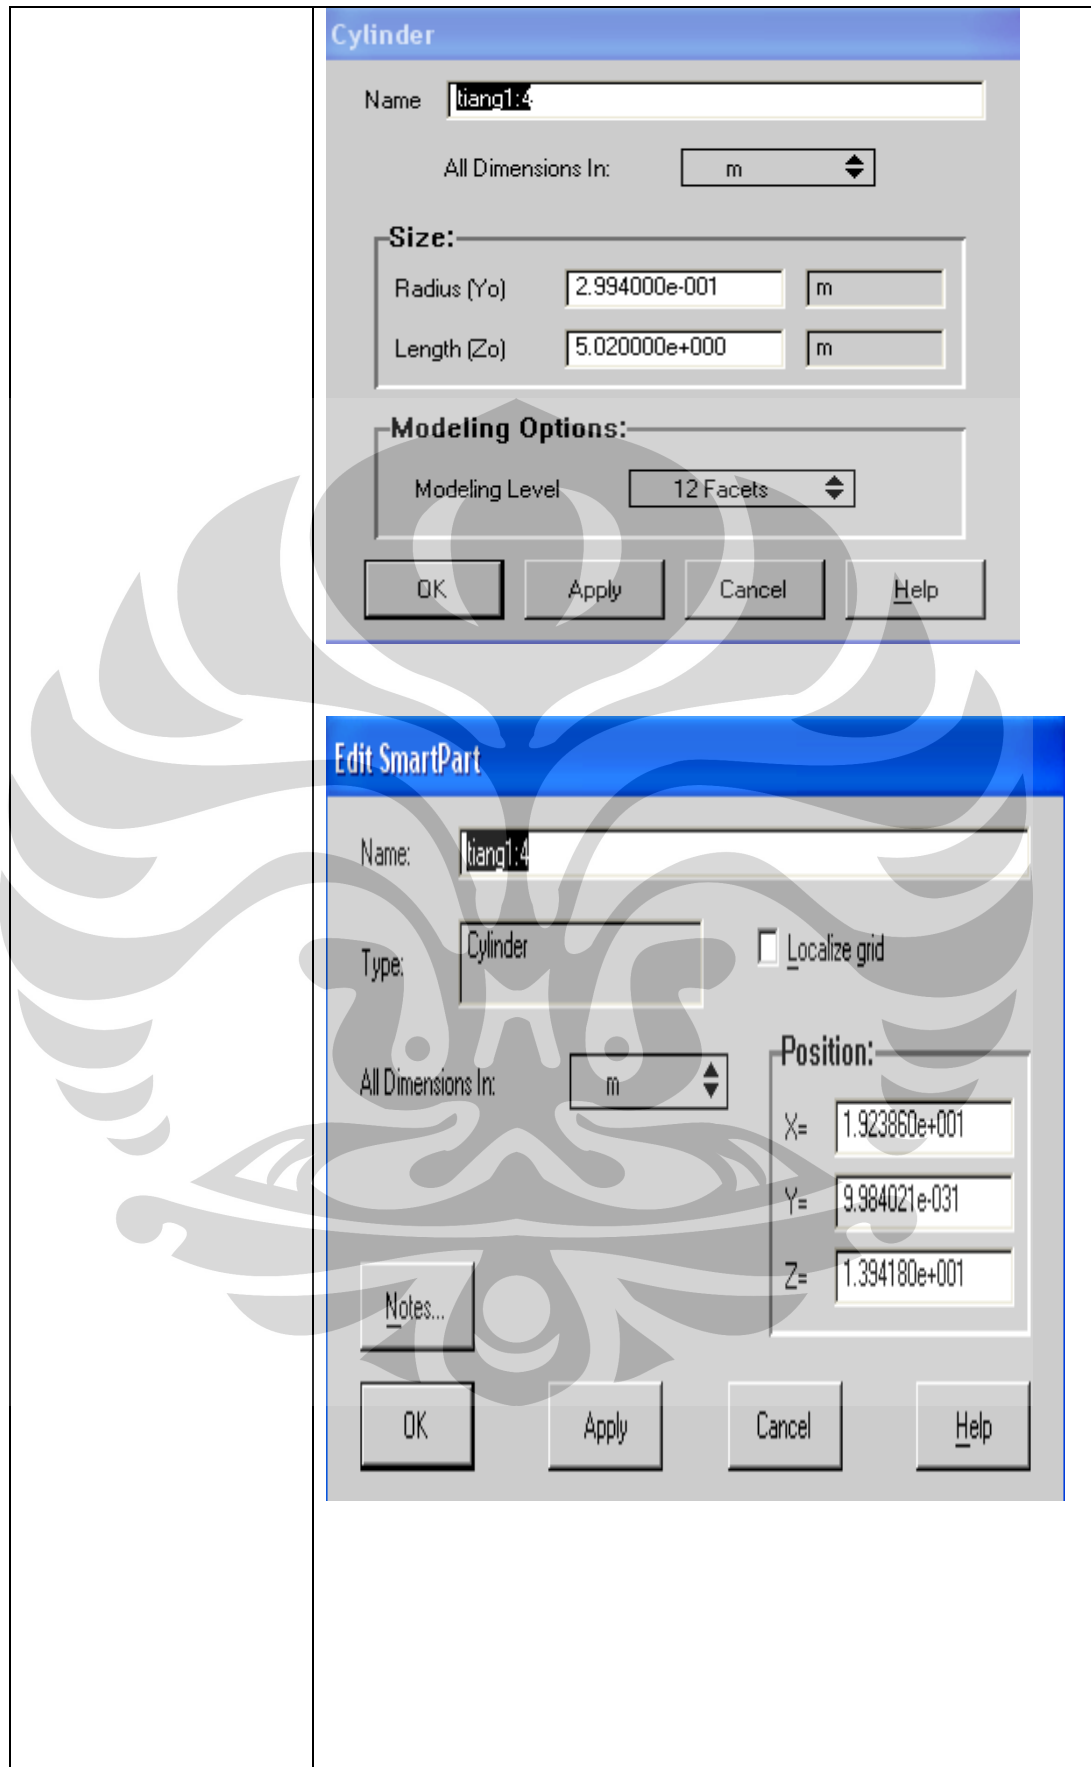 Cylinder
Name tiang1:4
All Dimensions In: m
Size:
Radius (Yo) 2.994000e-001 m
Length (Zo) 5.020000e+000 m
Modeling Options:
Modeling Level 12 Facets
OK Apply Cancel Help
Edit SmartPart
Name: tiang1:4
Type: Cylinder Localize grid
Position:
All Dimensions In: m
X= 1.923860e+001
Y= 9.984021e-031
Z= 1.394180e+001
Notes...
OK Apply Cancel Help